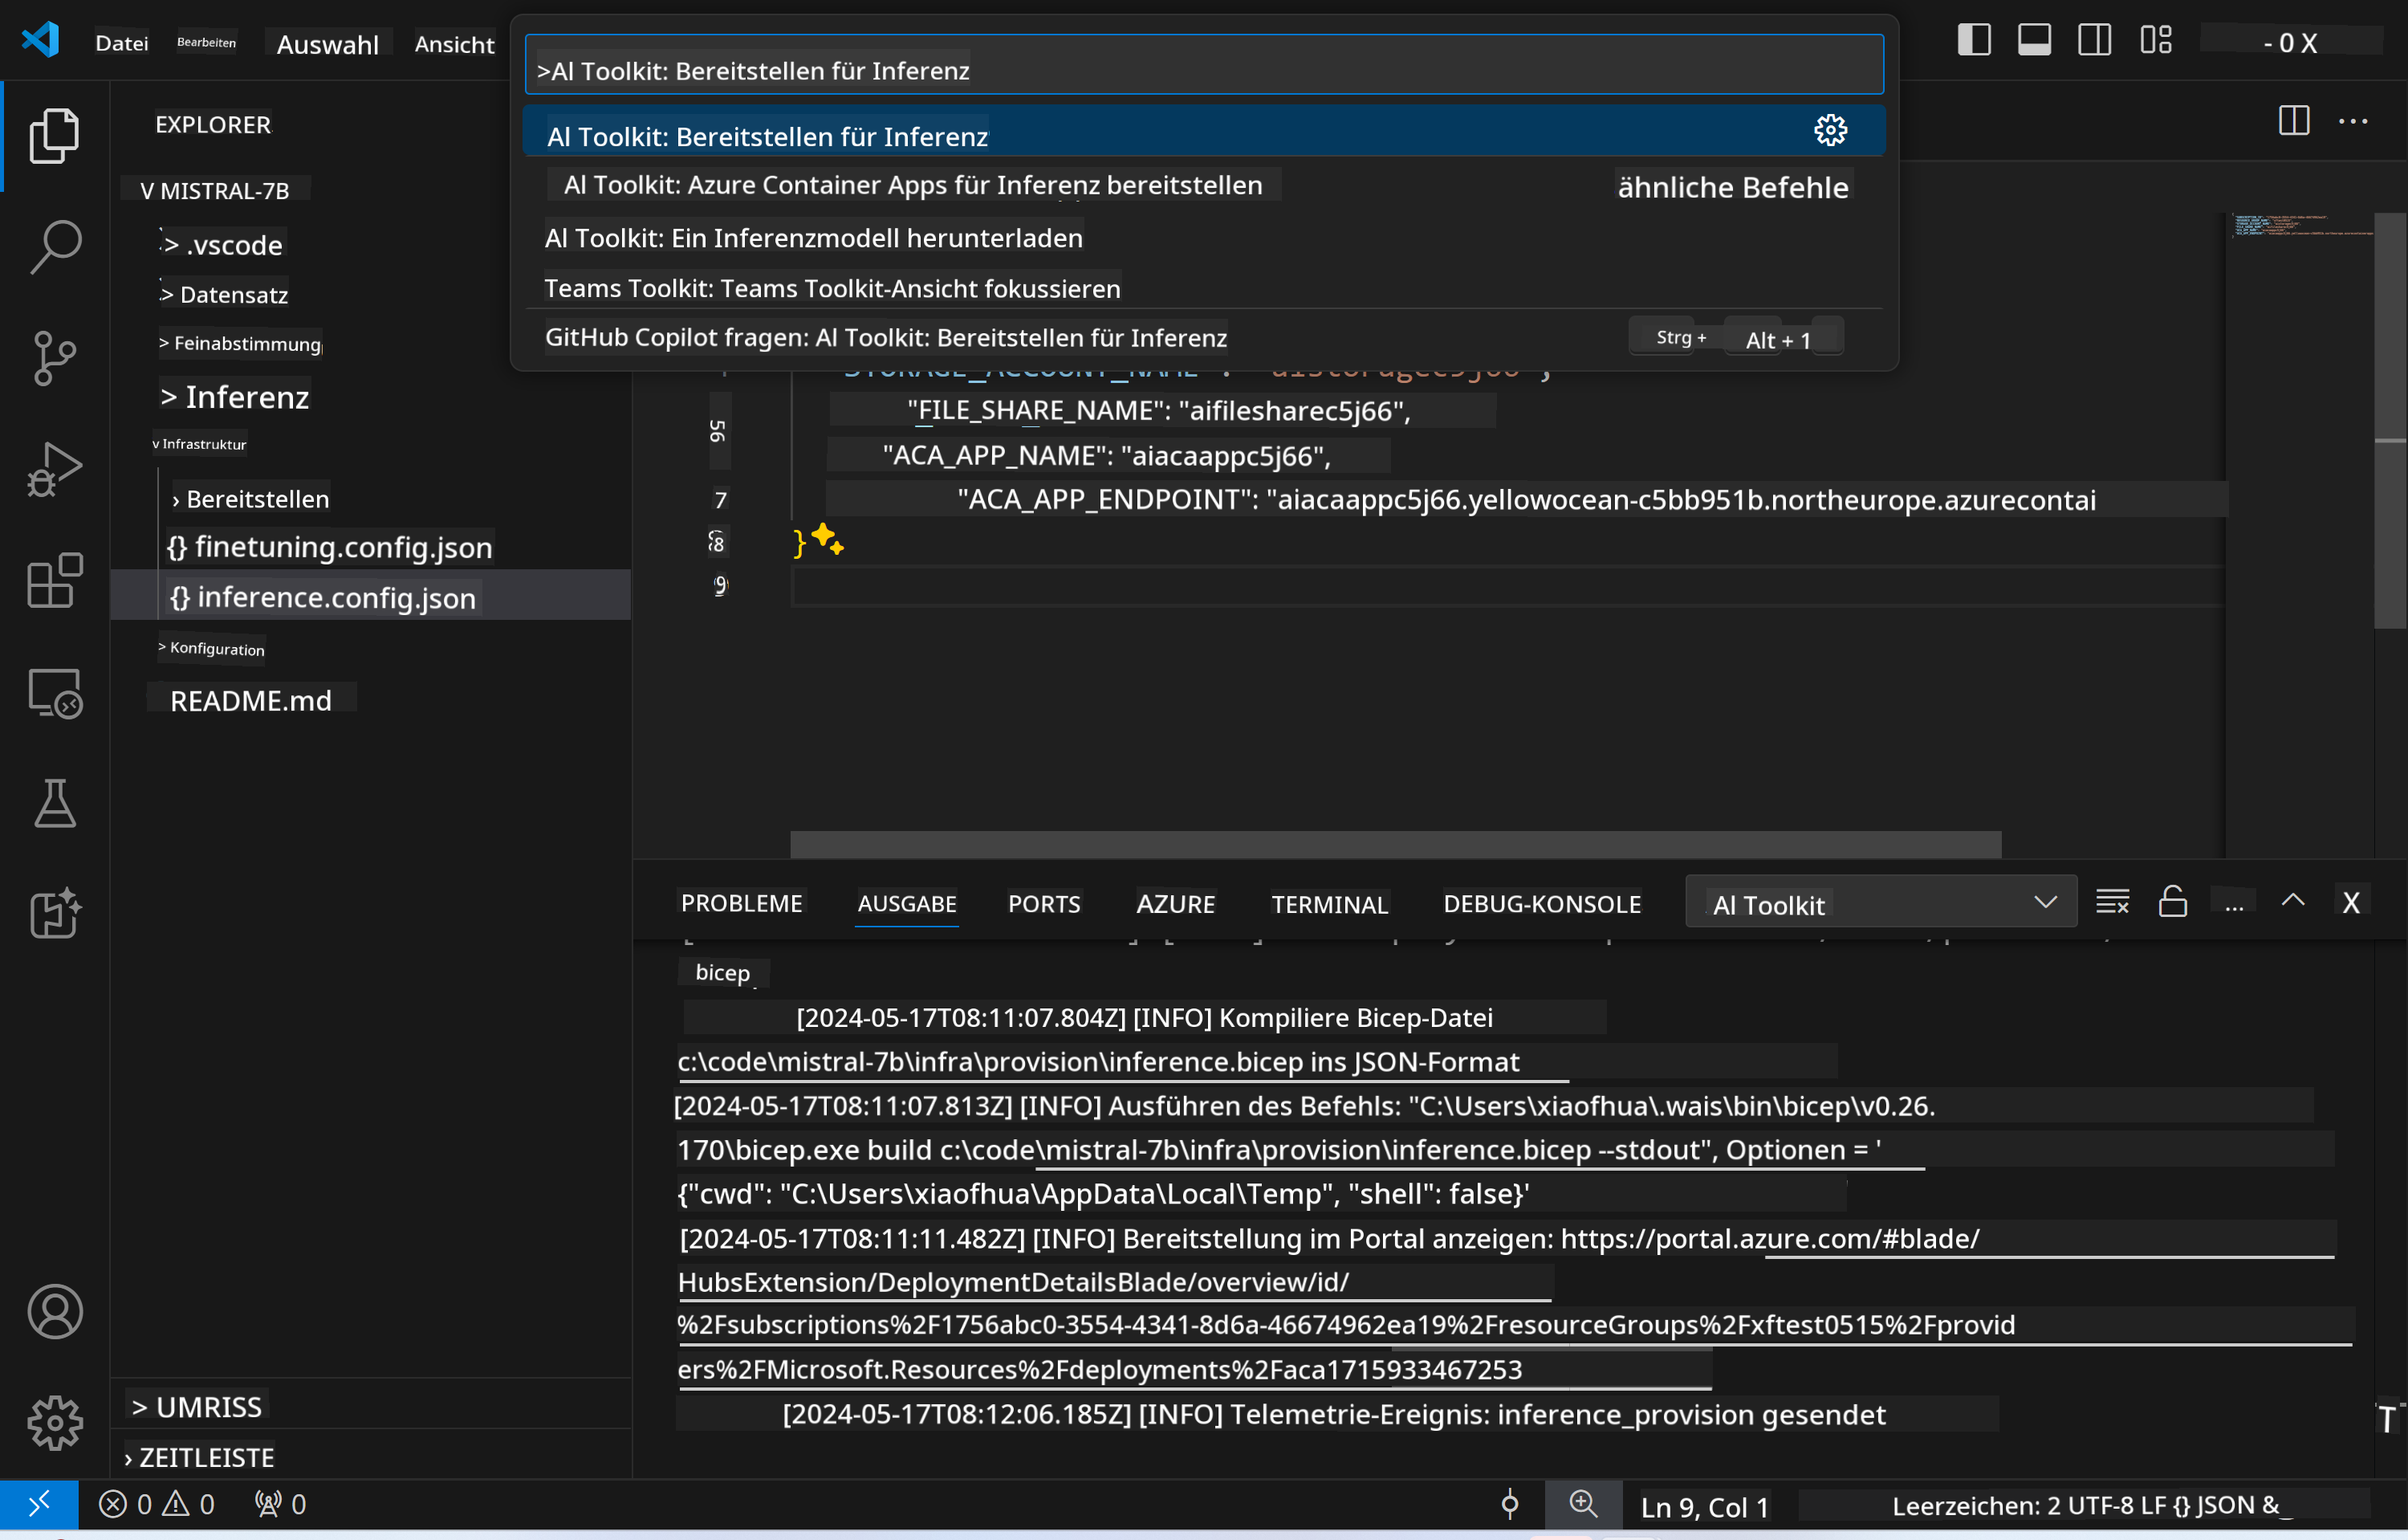 Datei Bearbeiten Auswahl Ansicht
- 0 X
>Al Toolkit: Bereitstellen für Inferenz
Al Toolkit: Bereitstellen für Inferenz
Al Toolkit: Azure Container Apps für Inferenz bereitstellen ähnliche Befehle
Al Toolkit: Ein Inferenzmodell herunterladen
Teams Toolkit: Teams Toolkit-Ansicht fokussieren
GitHub Copilot fragen: Al Toolkit: Bereitstellen für Inferenz Strg + Alt + 1
EXPLORER
V MISTRAL-7B
> .vscode
> Datensatz
> Feinabstimmung
> Inferenz
v Infrastruktur
› Bereitstellen
{} finetuning.config.json
{} inference.config.json
> Konfiguration
README.md
> UMRISS
› ZEITLEISTE
"FILE_SHARE_NAME": "aifilesharec5j66",
56
"ACA_APP_NAME": "aiacaappc5j66",
7 "ACA_APP_ENDPOINT": "aiacaappc5j66.yellowocean-c5bb951b.northeurope.azurecontai
8 }
9
PROBLEME AUSGABE PORTS AZURE TERMINAL DEBUG-KONSOLE Al Toolkit ... X
bicep
[2024-05-17T08:11:07.804Z] [INFO] Kompiliere Bicep-Datei
c:\code\mistral-7b\infra\provision\inference.bicep ins JSON-Format
[2024-05-17T08:11:07.813Z] [INFO] Ausführen des Befehls: "C:\Users\xiaofhua\.wais\bin\bicep\v0.26.
170\bicep.exe build c:\code\mistral-7b\infra\provision\inference.bicep --stdout", Optionen = '
{"cwd": "C:\Users\xiaofhua\AppData\Local\Temp", "shell": false}'
[2024-05-17T08:11:11.482Z] [INFO] Bereitstellung im Portal anzeigen: https://portal.azure.com/#blade/
HubsExtension/DeploymentDetailsBlade/overview/id/
%2Fsubscriptions%2F1756abc0-3554-4341-8d6a-46674962ea19%2FresourceGroups%2Fxftest0515%2Fprovid
ers%2FMicrosoft.Resources%2Fdeployments%2Faca1715933467253
[2024-05-17T08:12:06.185Z] [INFO] Telemetrie-Ereignis: inference_provision gesendet
T
0 0 0 Ln 9, Col 1 Leerzeichen: 2 UTF-8 LF {} JSON &